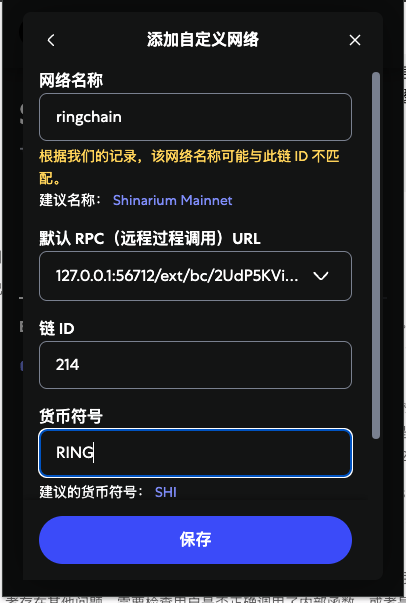 添加自定义网络
网络名称
ringchain
根据我们的记录，该网络名称可能与此链 ID 不匹
配。
建议名称： Shinarium Mainnet
默认 RPC（远程过程调用）URL
127.0.0.1:56712/ext/bc/2UdP5KVi...
链 ID
214
货币符号
RING
建议的货币符号： SHI
保存